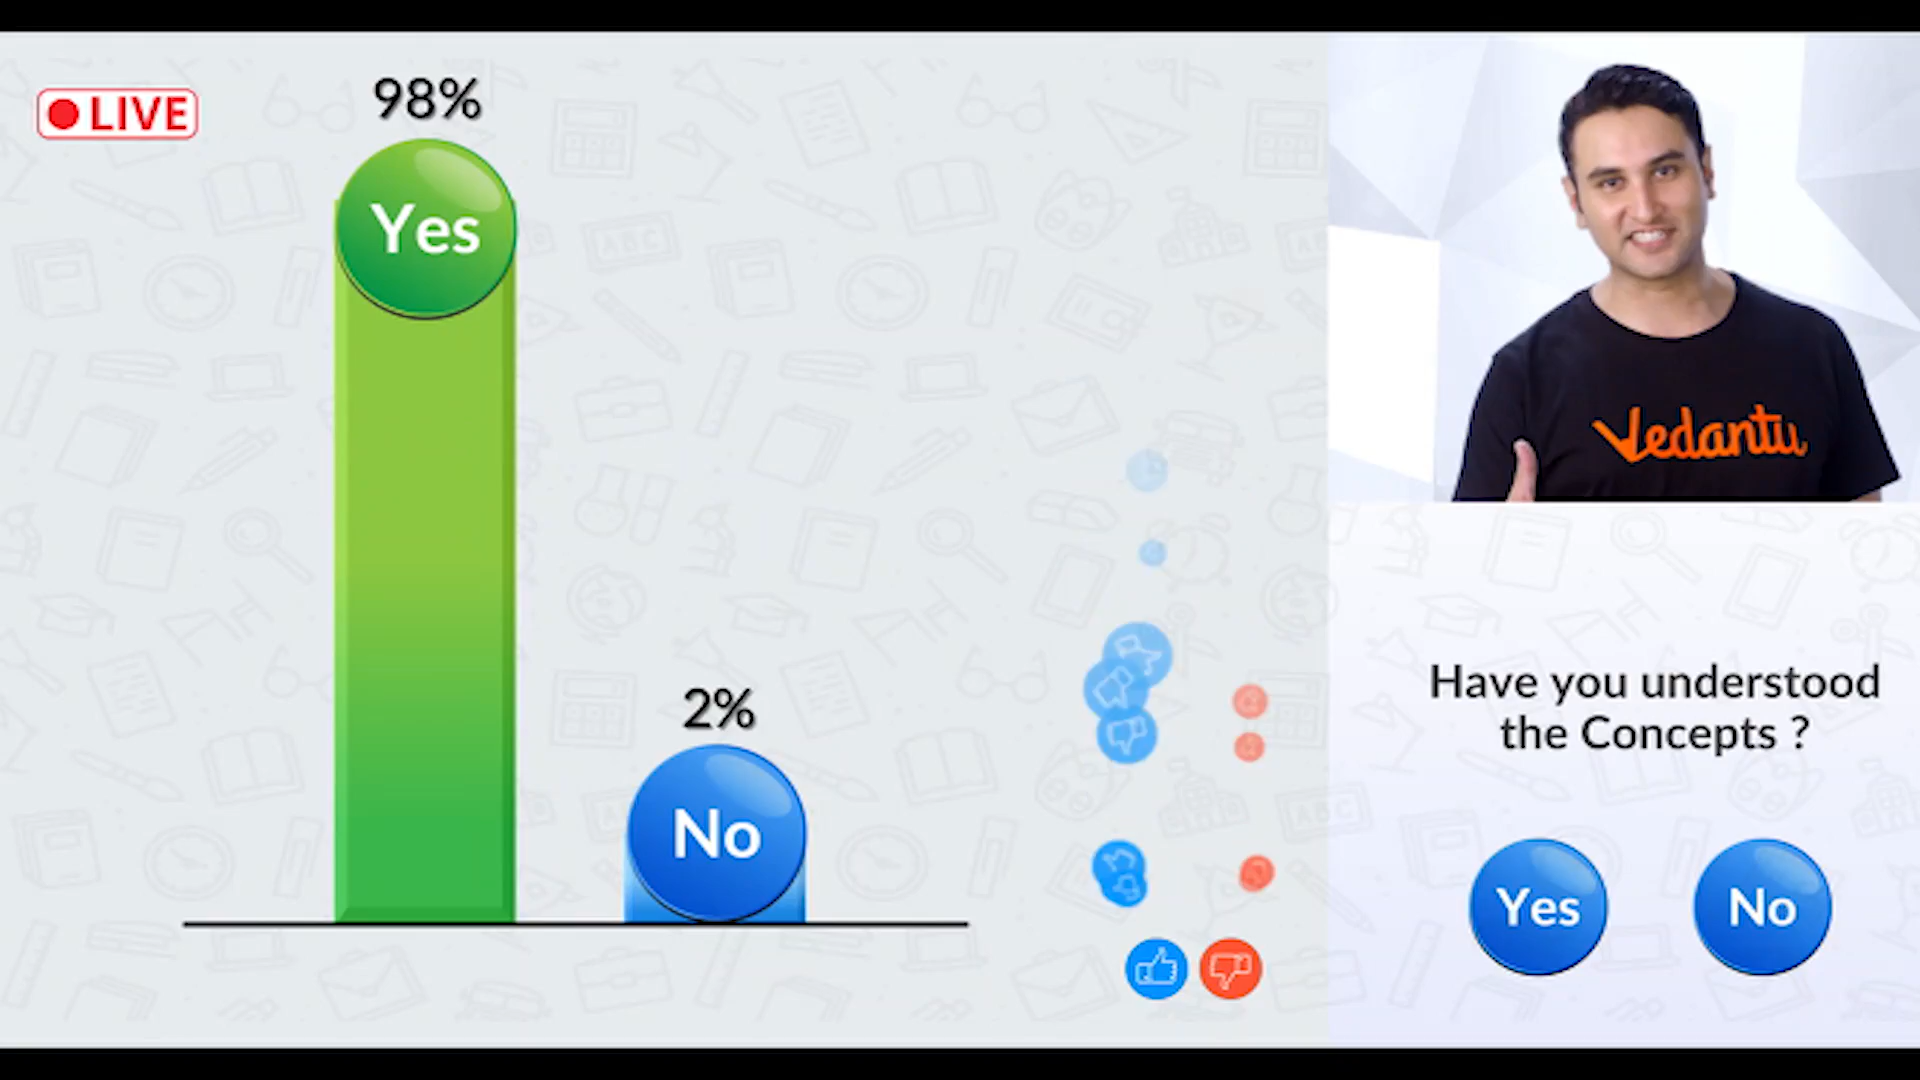 LIVE
98%
Yes
2%
No
Vedantu
Have you understood
the Concepts ?
Yes
No